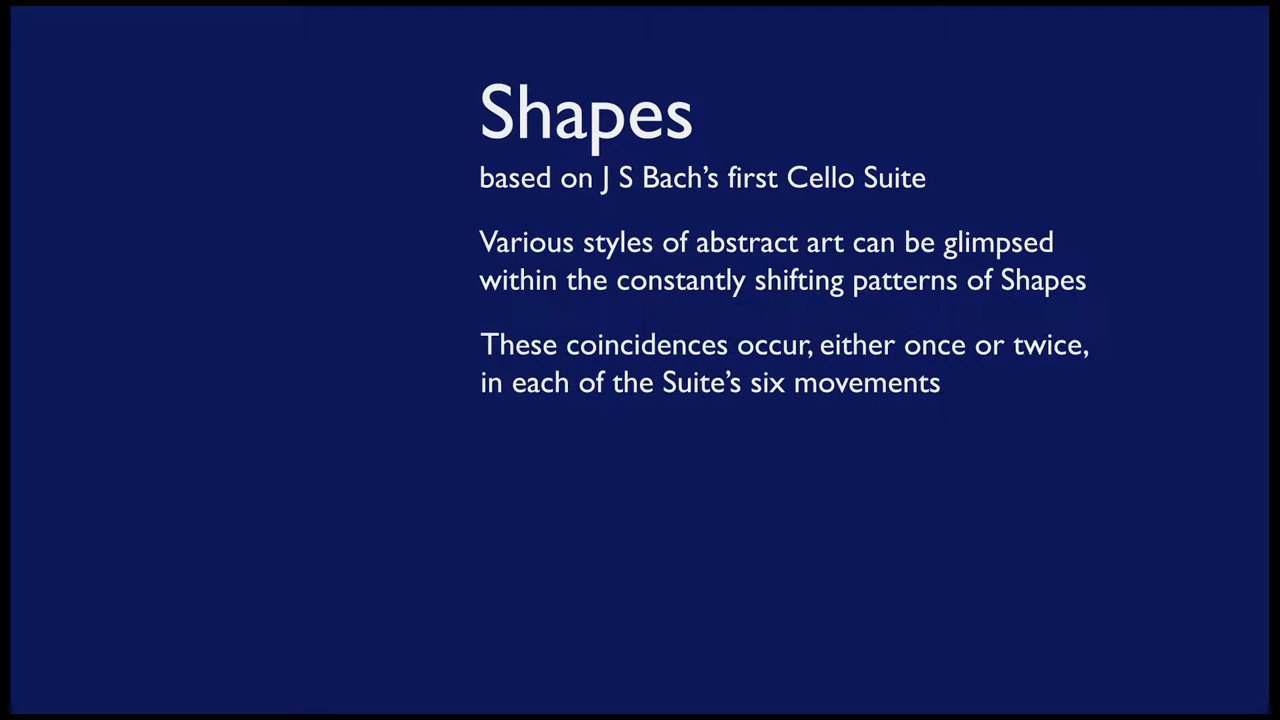 Shapes
based on J S Bach's first Cello Suite
Various styles of abstract art can be glimpsed
within the constantly shifting patterns of Shapes
These coincidences occur, either once or twice,
in each of the Suite's six movements